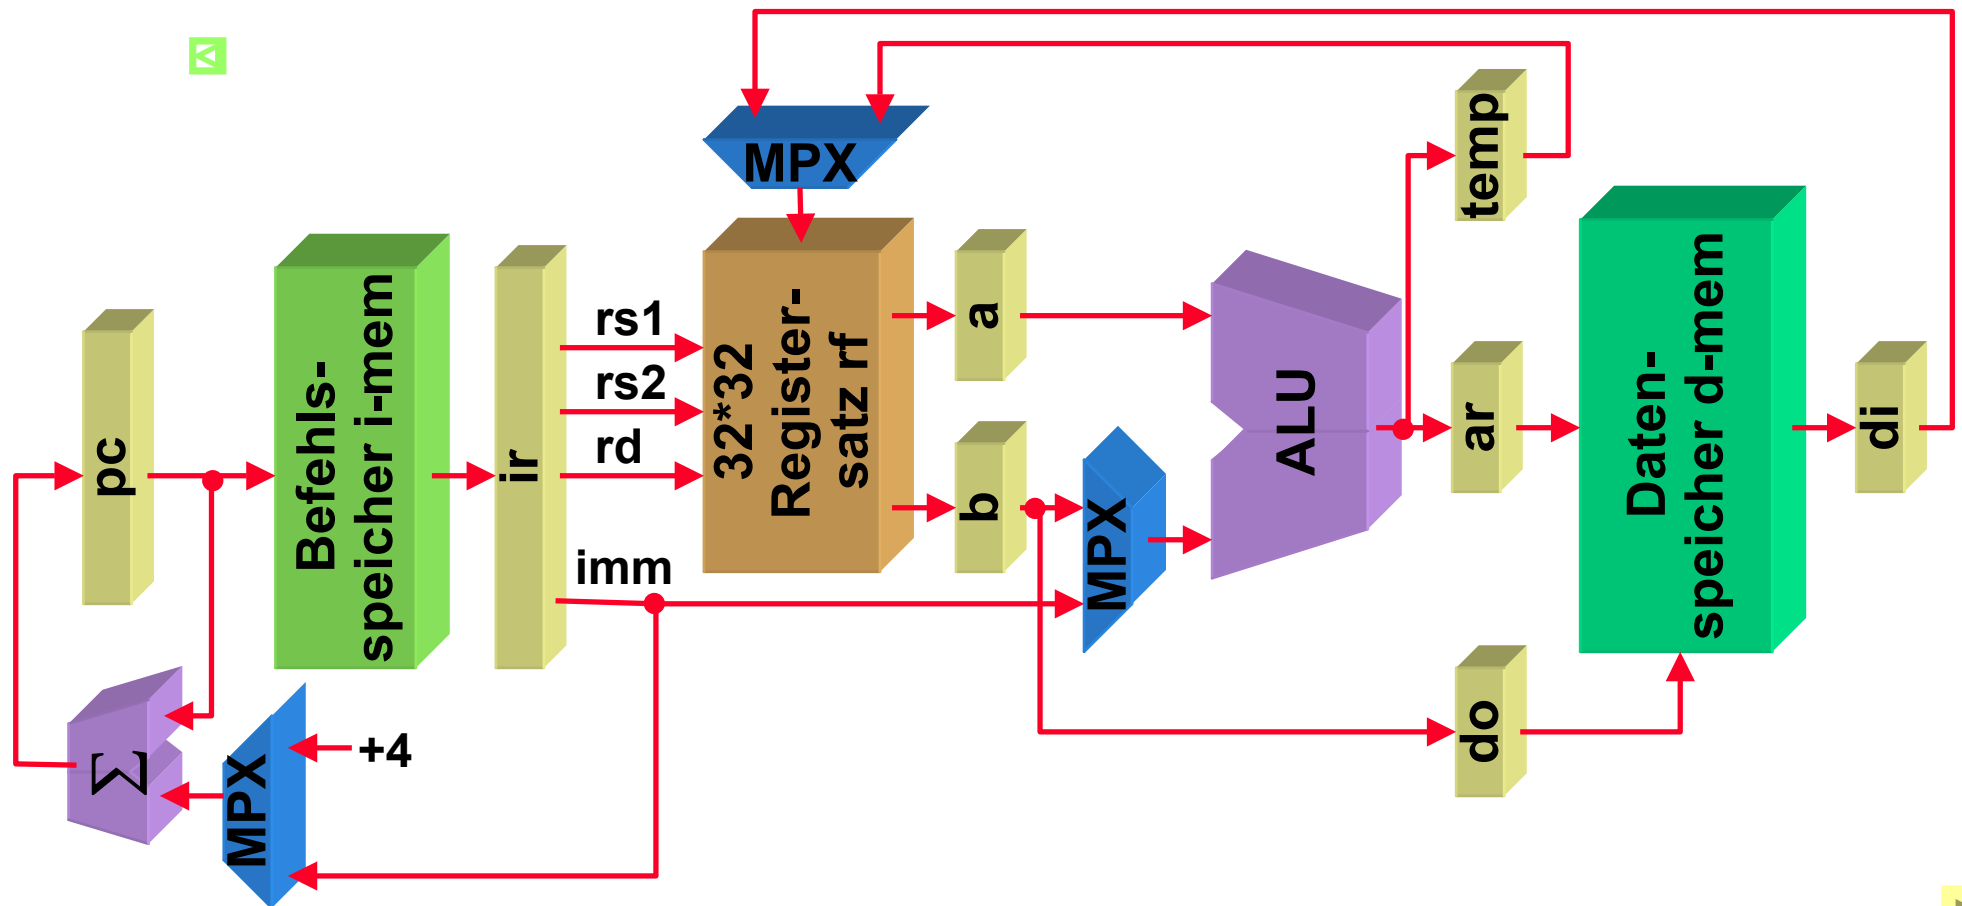 pc
Befehls-
speicher i-mem
ir
rs1
rs2
rd
imm
MPX
32*32
Register-
satz rf
a
b
MPX
ALU
temp
ar
do
Daten-
speicher d-mem
di
Σ
MPX
+4